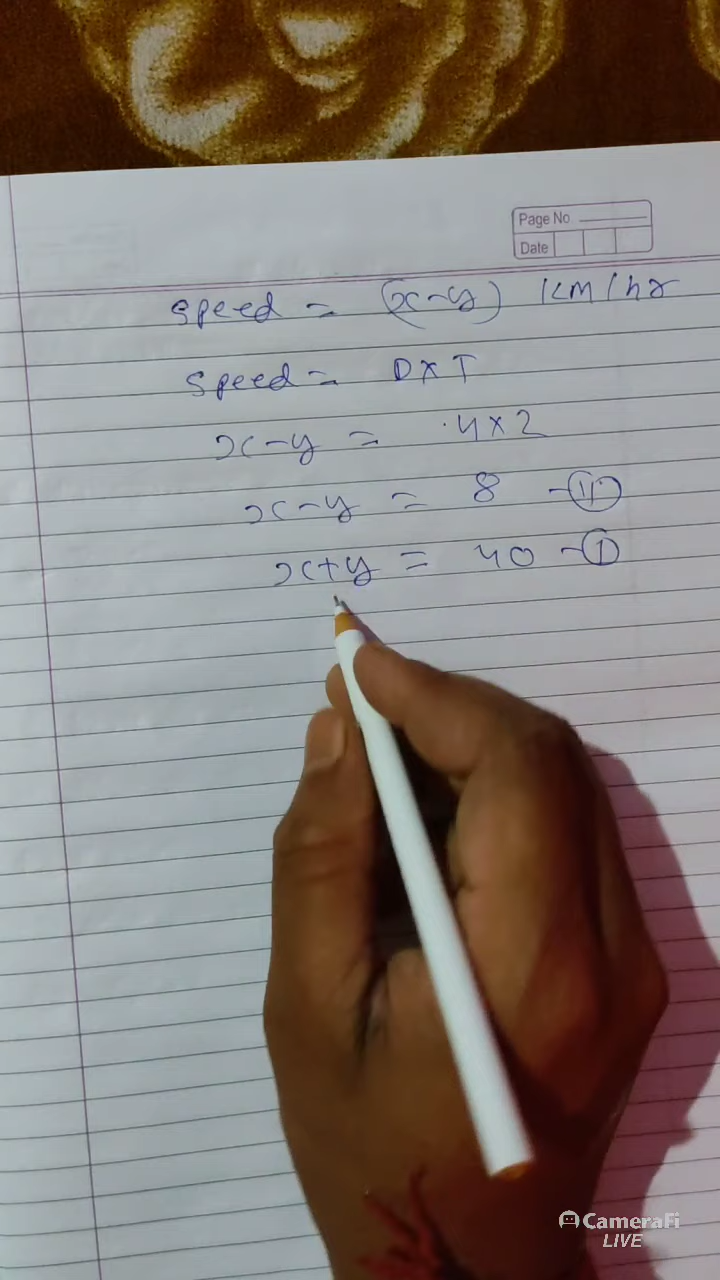 Page No
Date
speed = (x-y) km/hr
speed = D×T
x-y = 4×2
x-y = 8 - II
x+y = 40 - I
CameraFi
LIVE